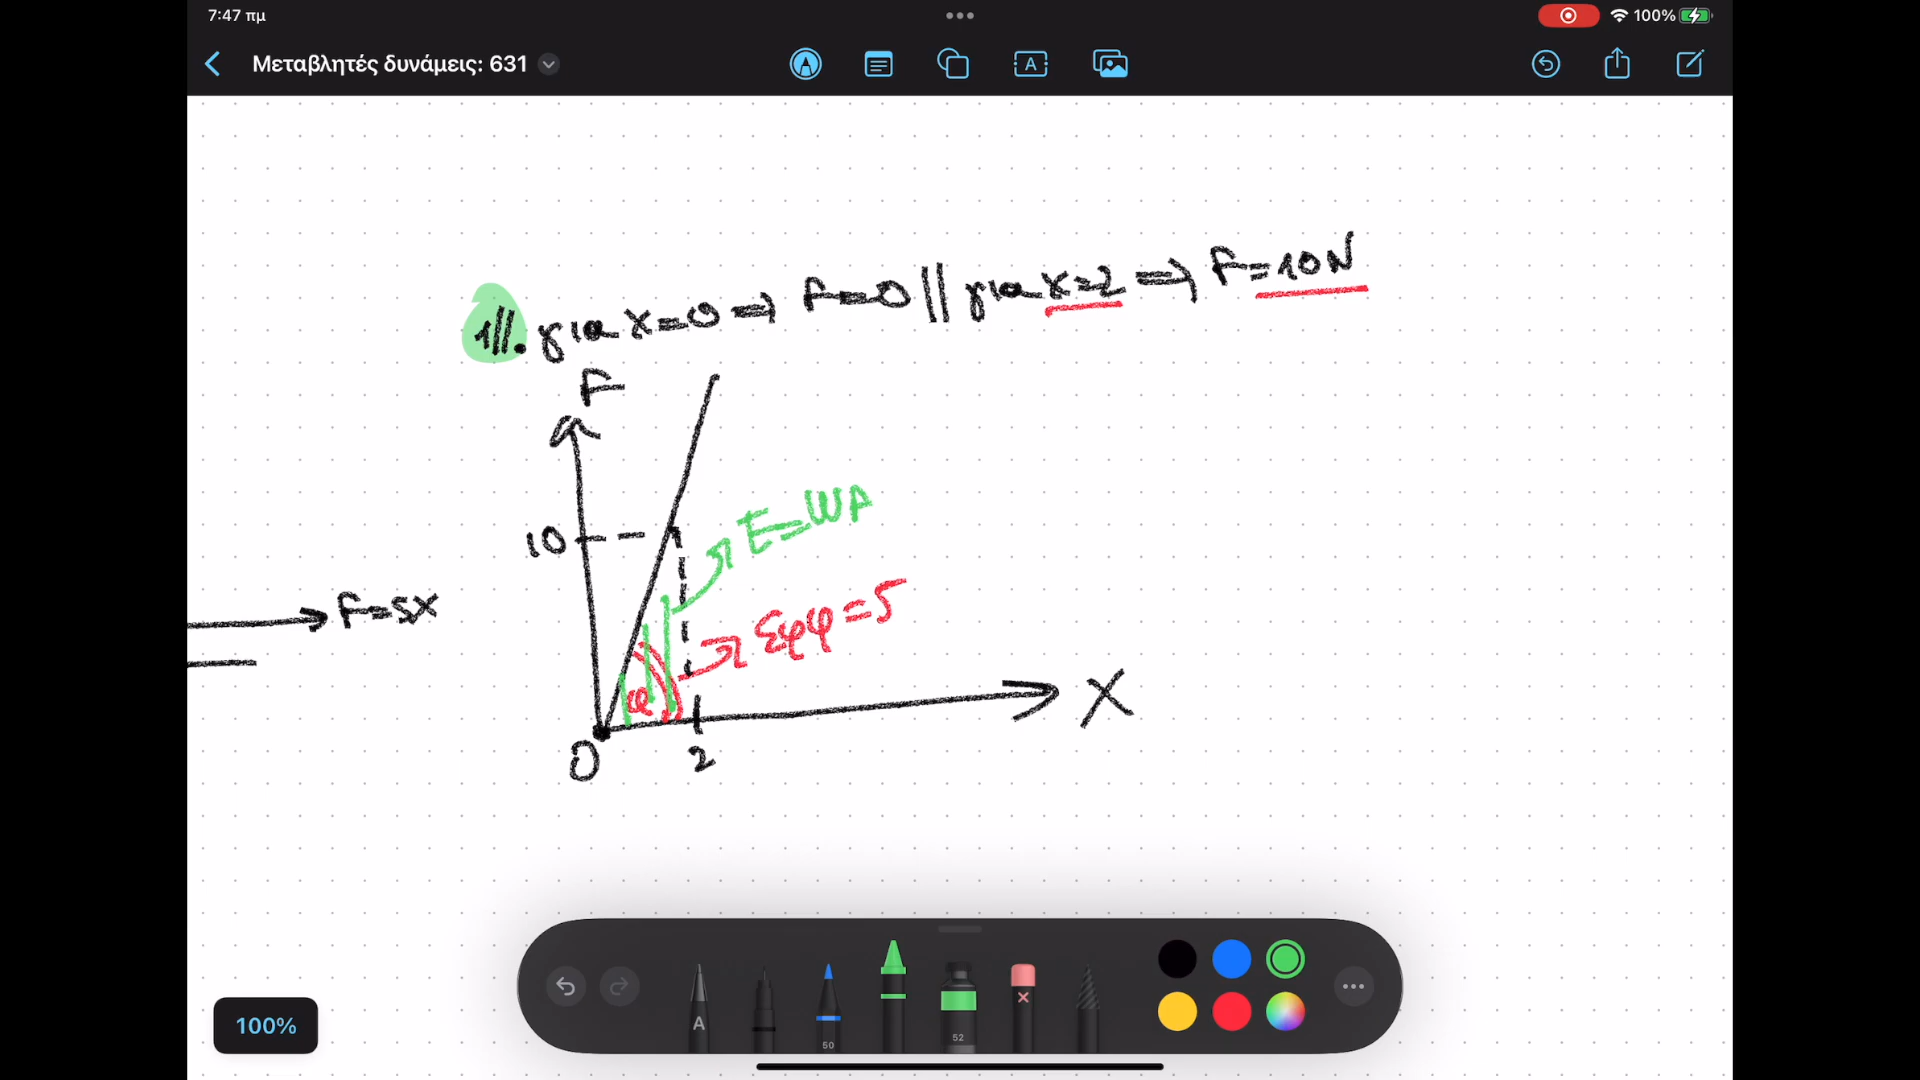 7:47 πμ
100%
Μεταβλητές δυνάμεις: 631
1||. για x=0 ⇒ F=0 || για x=2 ⇒ F=10N
F
E=WF
10
εφφ=5
F=5x
φ
X
0
2
A
50
52
100%